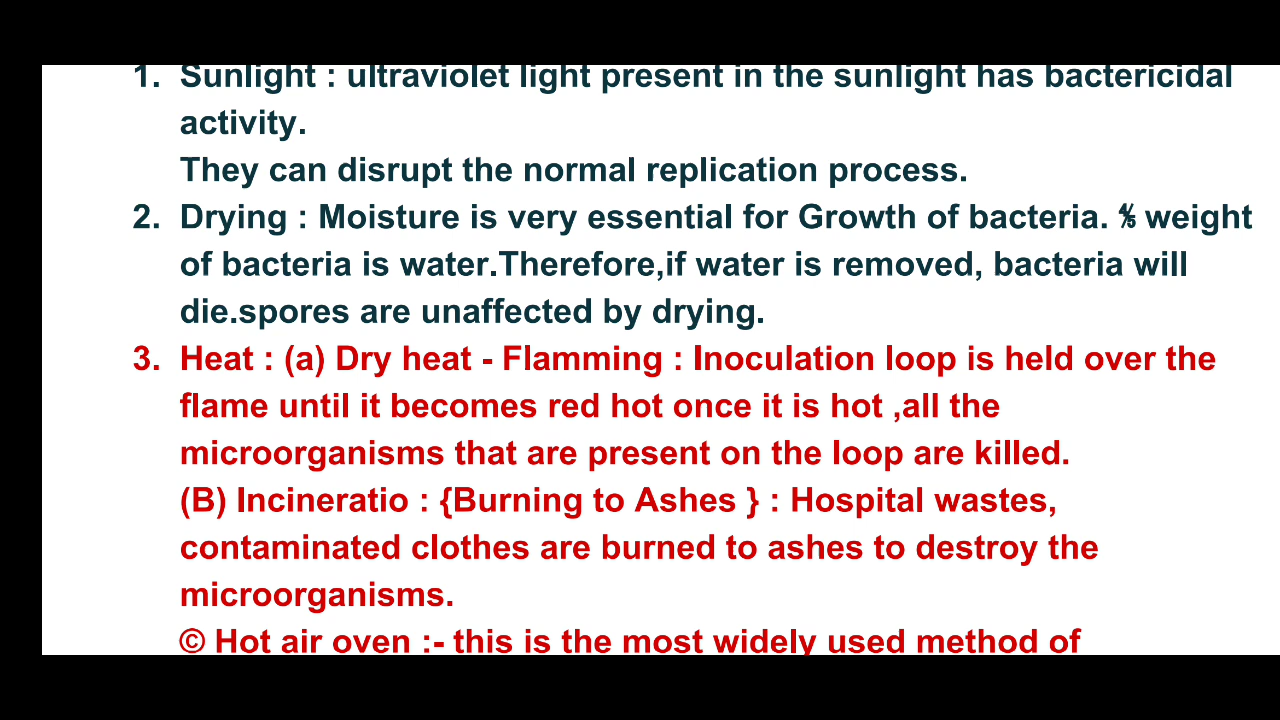 1. Sunlight : ultraviolet light present in the sunlight has bactericidal
activity.
They can disrupt the normal replication process.
2. Drying : Moisture is very essential for Growth of bacteria. ⅘ weight
of bacteria is water.Therefore,if water is removed, bacteria will
die.spores are unaffected by drying.
3. Heat : (a) Dry heat - Flamming : Inoculation loop is held over the
flame until it becomes red hot once it is hot ,all the
microorganisms that are present on the loop are killed.
(B) Incineratio : {Burning to Ashes } : Hospital wastes,
contaminated clothes are burned to ashes to destroy the
microorganisms.
© Hot air oven :- this is the most widely used method of